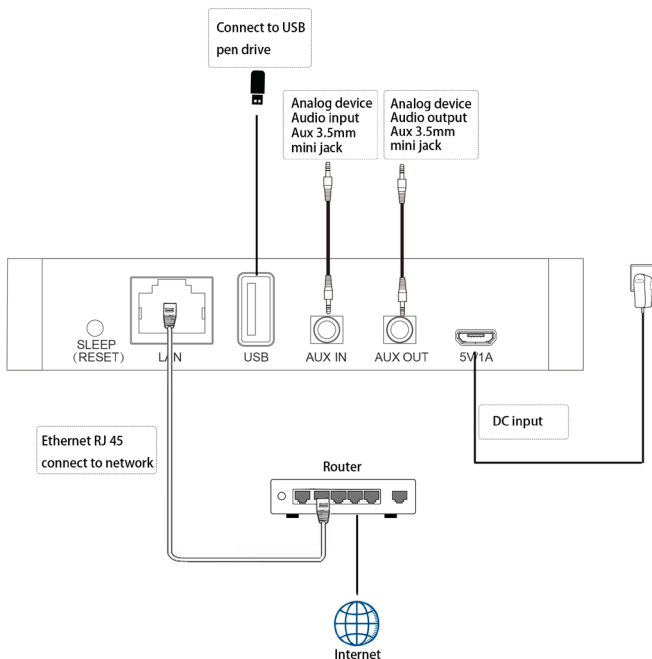 Connect to USB
pen drive
Analog device
Audio input
Aux 3.5mm
mini jack
Analog device
Audio output
Aux 3.5mm
mini jack
SLEEP
(RESET)
LAN
USB
AUX IN
AUX OUT
5V/1A
DC input
Ethernet RJ 45
connect to network
Router
Internet